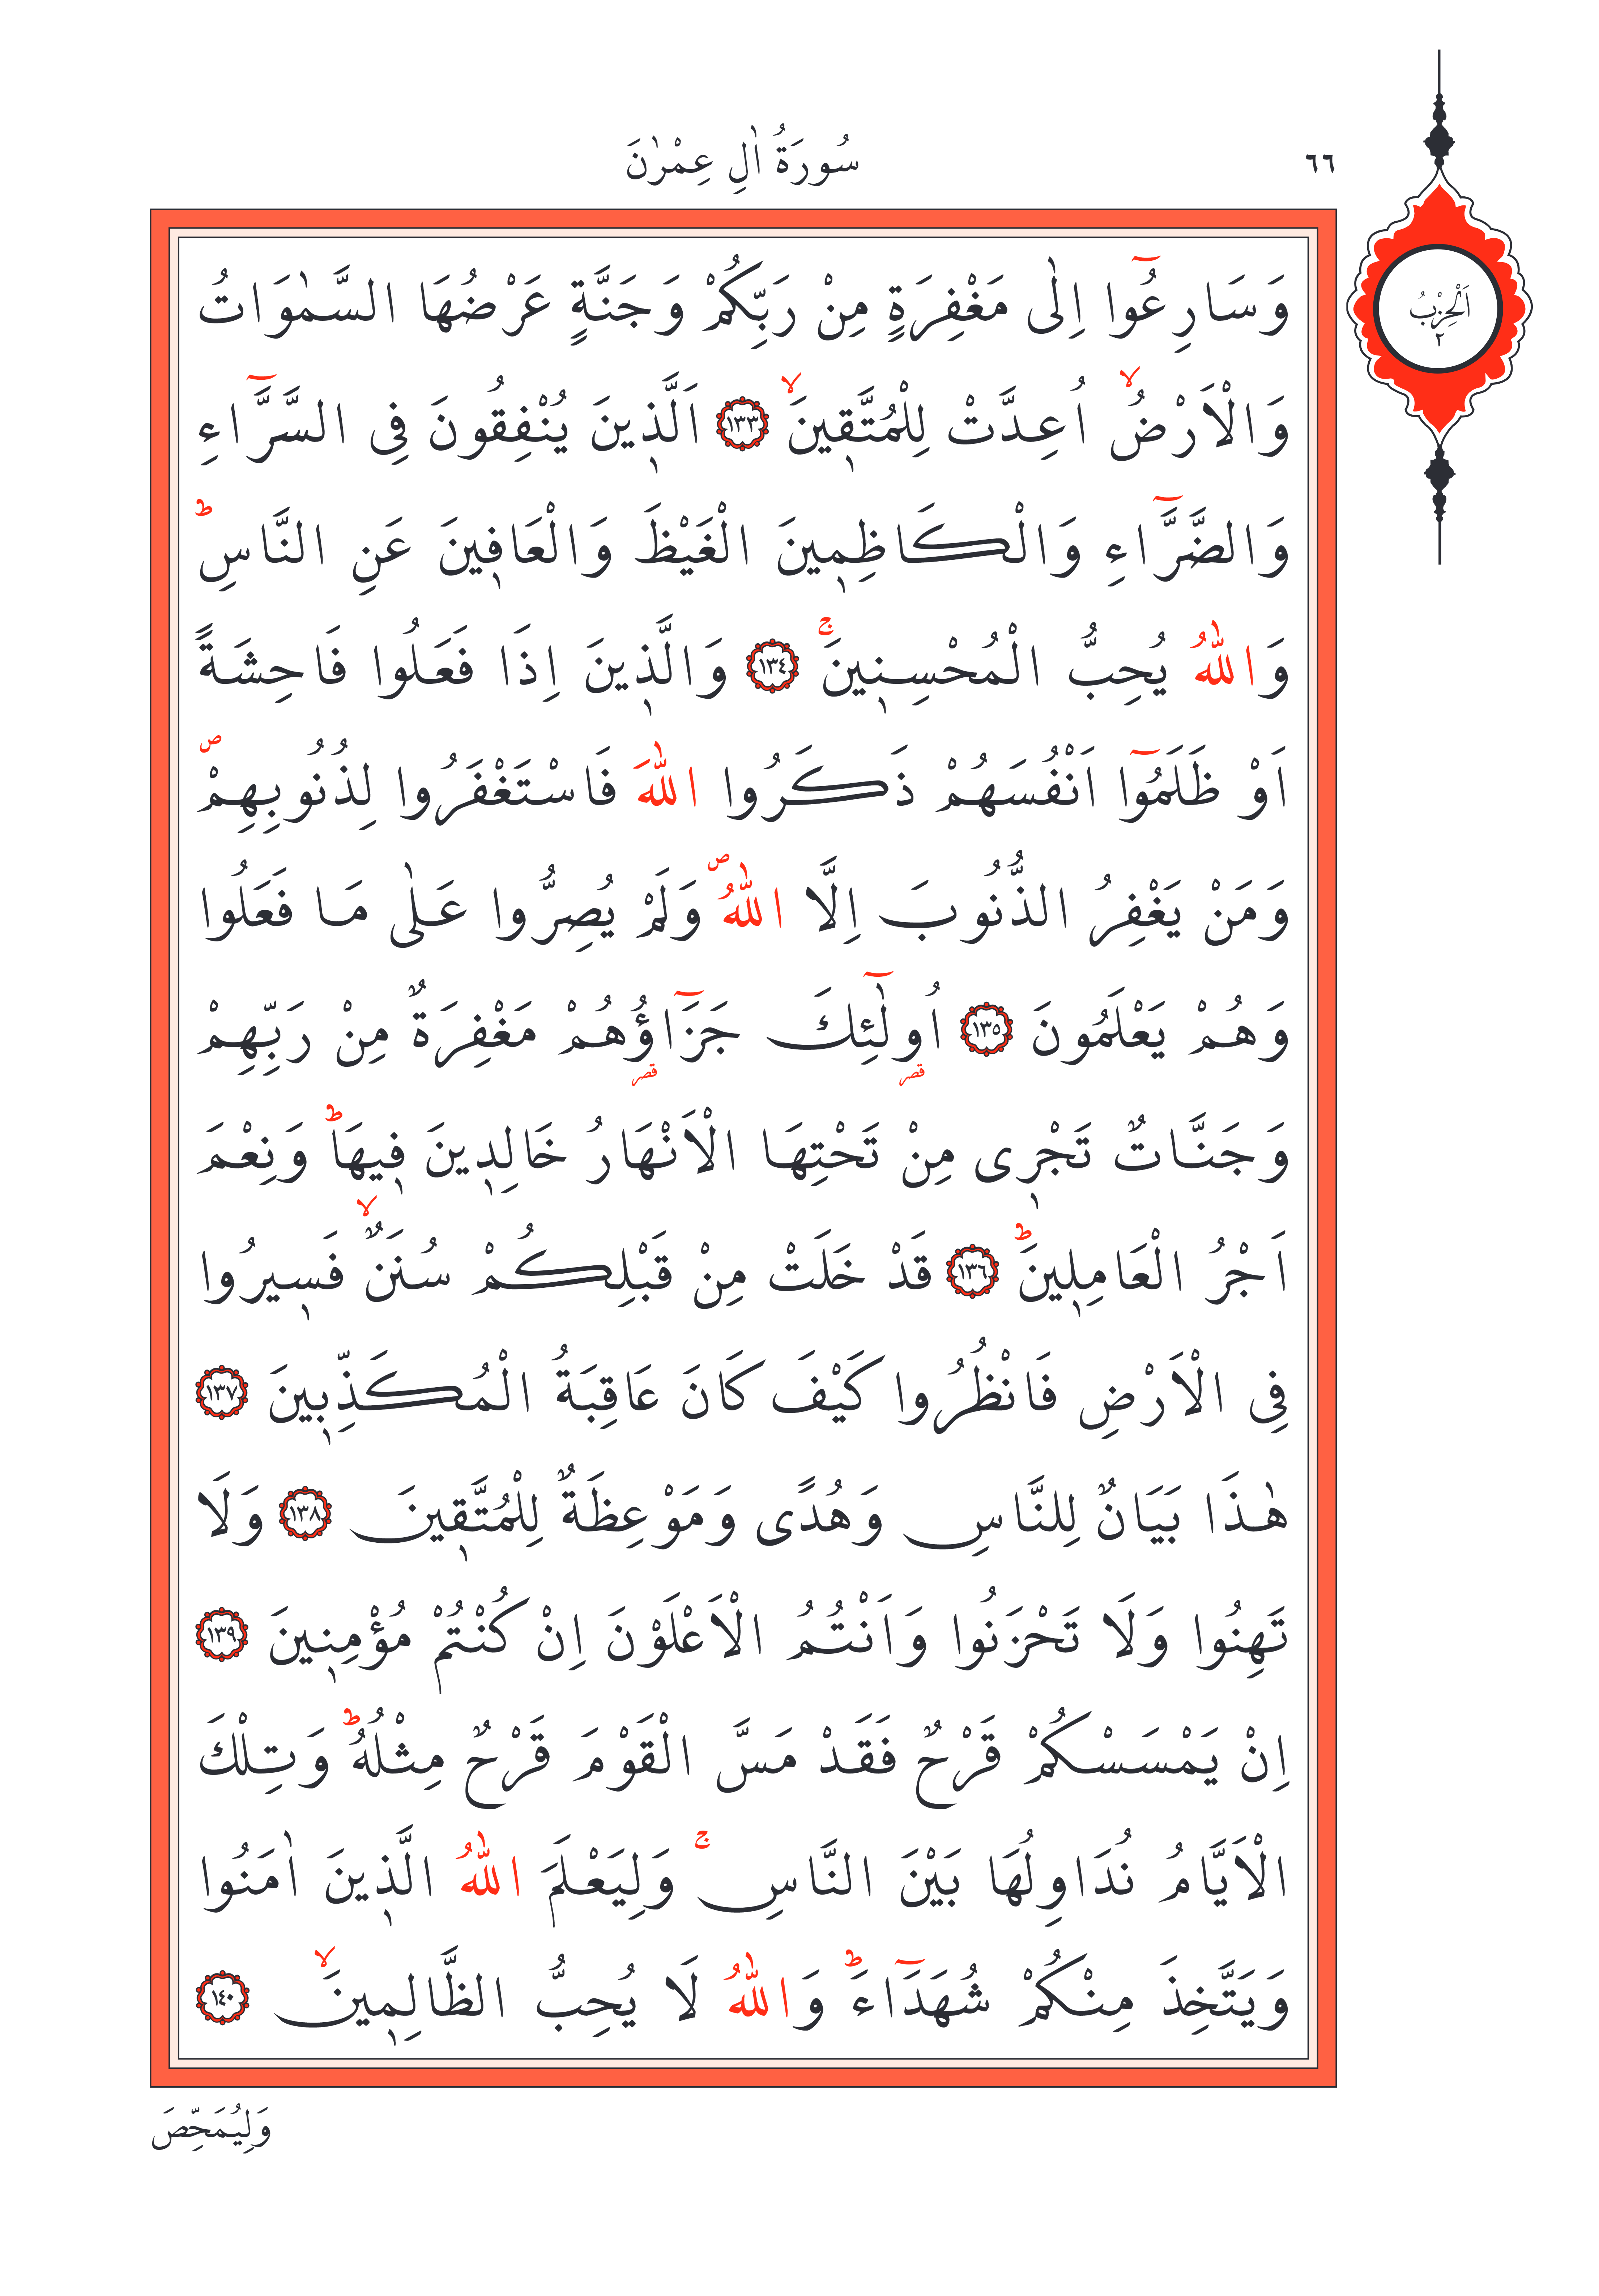 سُورَةُ اٰلِ عِمْرٰنَ
٦٦
اَلْحِزْبُ
٢
وَسَارِعُٓوا اِلٰى مَغْفِرَةٍ مِنْ رَبِّكُمْ وَجَنَّةٍ عَرْضُهَا السَّمٰوَاتُ
وَالْاَرْضُۙ اُعِدَّتْ لِلْمُتَّق۪ينَۙ ﴿١٣٣﴾ اَلَّذ۪ينَ يُنْفِقُونَ فِى السَّرَّٓاءِ
وَالضَّرَّٓاءِ وَالْكَاظِم۪ينَ الْغَيْظَ وَالْعَاف۪ينَ عَنِ النَّاسِۜ
وَاللّٰهُ يُحِبُّ الْمُحْسِن۪ينَۚ ﴿١٣٤﴾ وَالَّذ۪ينَ اِذَا فَعَلُوا فَاحِشَةً
اَوْ ظَلَمُٓوا اَنْفُسَهُمْ ذَكَرُوا اللّٰهَ فَاسْتَغْفَرُوا لِذُنُوبِهِمْࣕ
وَمَنْ يَغْفِرُ الذُّنُوبَ اِلَّا اللّٰهُࣕ وَلَمْ يُصِرُّوا عَلٰى مَا فَعَلُوا
وَهُمْ يَعْلَمُونَ ﴿١٣٥﴾ اُو۬لٰٓئِكَ جَزَٓاؤُ۬هُمْ مَغْفِرَةٌ مِنْ رَبِّهِمْ
قصر قصر
وَجَنَّاتٌ تَجْر۪ى مِنْ تَحْتِهَا الْاَنْهَارُ خَالِد۪ينَ ف۪يهَاۜ وَنِعْمَ
اَجْرُ الْعَامِل۪ينَۜ ﴿١٣٦﴾ قَدْ خَلَتْ مِنْ قَبْلِكُمْ سُنَنٌۙ فَس۪يرُوا
فِى الْاَرْضِ فَانْظُرُوا كَيْفَ كَانَ عَاقِبَةُ الْمُكَذِّب۪ينَ ﴿١٣٧﴾
هٰذَا بَيَانٌ لِلنَّاسِ وَهُدًى وَمَوْعِظَةٌ لِلْمُتَّق۪ينَ ﴿١٣٨﴾ وَلَا
تَهِنُوا وَلَا تَحْزَنُوا وَاَنْتُمُ الْاَعْلَوْنَ اِنْ كُنْتُمْ مُؤْمِن۪ينَ ﴿١٣٩﴾
اِنْ يَمْسَسْكُمْ قَرْحٌ فَقَدْ مَسَّ الْقَوْمَ قَرْحٌ مِثْلُهُۜ وَتِلْكَ
الْاَيَّامُ نُدَاوِلُهَا بَيْنَ النَّاسِۚ وَلِيَعْلَمَ اللّٰهُ الَّذ۪ينَ اٰمَنُوا
وَيَتَّخِذَ مِنْكُمْ شُهَدَٓاءَۜ وَاللّٰهُ لَا يُحِبُّ الظَّالِم۪ينَۙ ﴿١٤٠﴾
وَلِيُمَحِّصَ